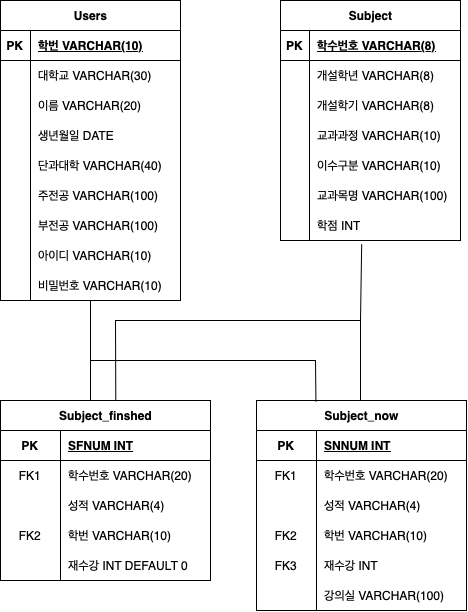 Users
PK 학번 VARCHAR(10)
대학교 VARCHAR(30)
이름 VARCHAR(20)
생년월일 DATE
단과대학 VARCHAR(40)
주전공 VARCHAR(100)
부전공 VARCHAR(100)
아이디 VARCHAR(10)
비밀번호 VARCHAR(10)
Subject
PK 학수번호 VARCHAR(8)
개설학년 VARCHAR(8)
개설학기 VARCHAR(8)
교과과정 VARCHAR(10)
이수구분 VARCHAR(10)
교과목명 VARCHAR(100)
학점 INT
Subject_finshed
PK SFNUM INT
FK1 학수번호 VARCHAR(20)
성적 VARCHAR(4)
FK2 학번 VARCHAR(10)
재수강 INT DEFAULT 0
Subject_now
PK SNNUM INT
FK1 학수번호 VARCHAR(20)
성적 VARCHAR(4)
FK2 학번 VARCHAR(10)
FK3 재수강 INT
강의실 VARCHAR(100)